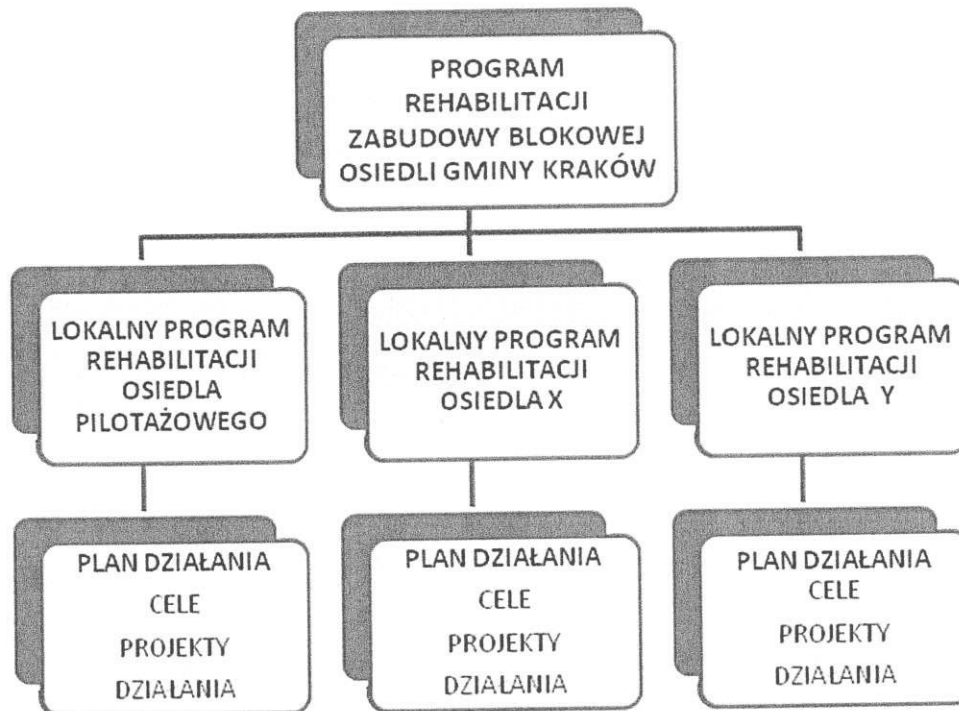 PROGRAM
REHABILITACJI
ZABUDOWY BLOKOWEJ
OSIEDLI GMINY KRAKÓW
LOKALNY PROGRAM
REHABILITACJI
OSIEDLA
PILOTAŻOWEGO
LOKALNY PROGRAM
REHABILITACJI
OSIEDLA X
LOKALNY PROGRAM
REHABILITACJI
OSIEDLA Y
PLAN DZIAŁANIA
CELE
PROJEKTY
DZIAŁANIA
PLAN DZIAŁANIA
CELE
PROJEKTY
DZIAŁANIA
PLAN DZIAŁANIA
CELE
PROJEKTY
DZIAŁANIA